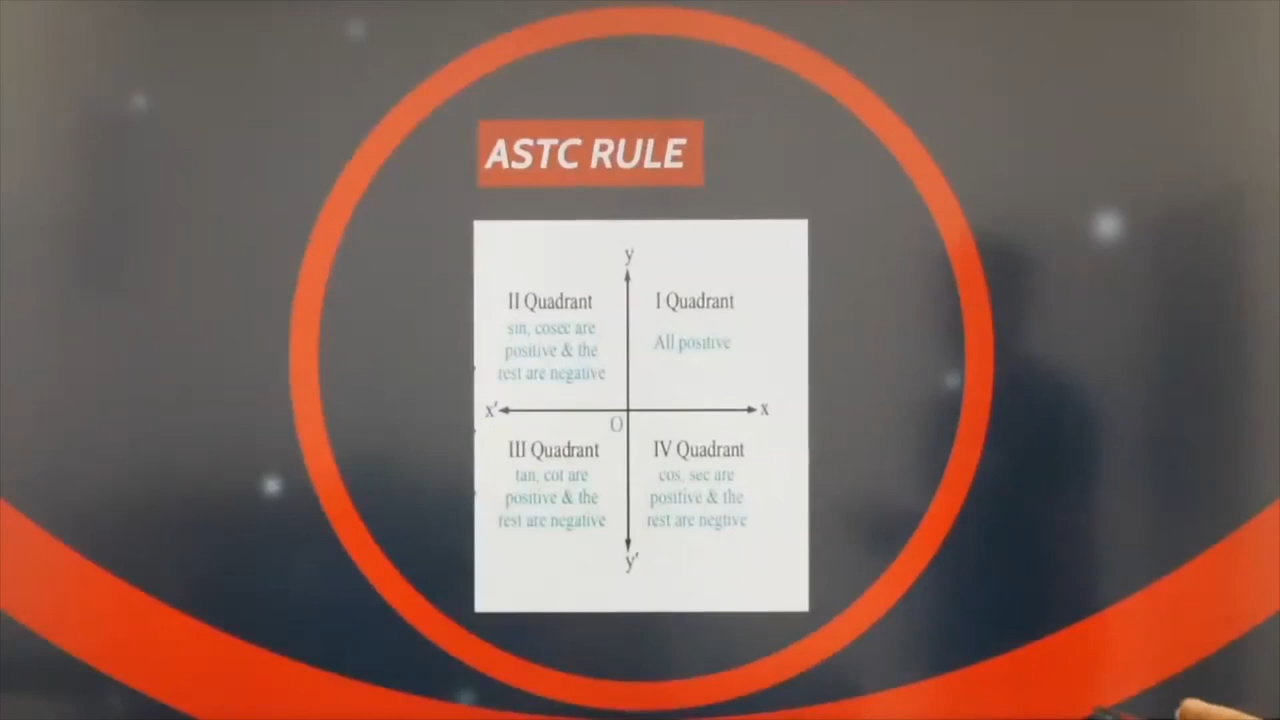 ASTC RULE
y
II Quadrant
sin, cosec are
positive & the
rest are negative
I Quadrant
All positive
x'
x
O
III Quadrant
tan, cot are
positive & the
rest are negative
IV Quadrant
cos, sec are
positive & the
rest are negtive
y'